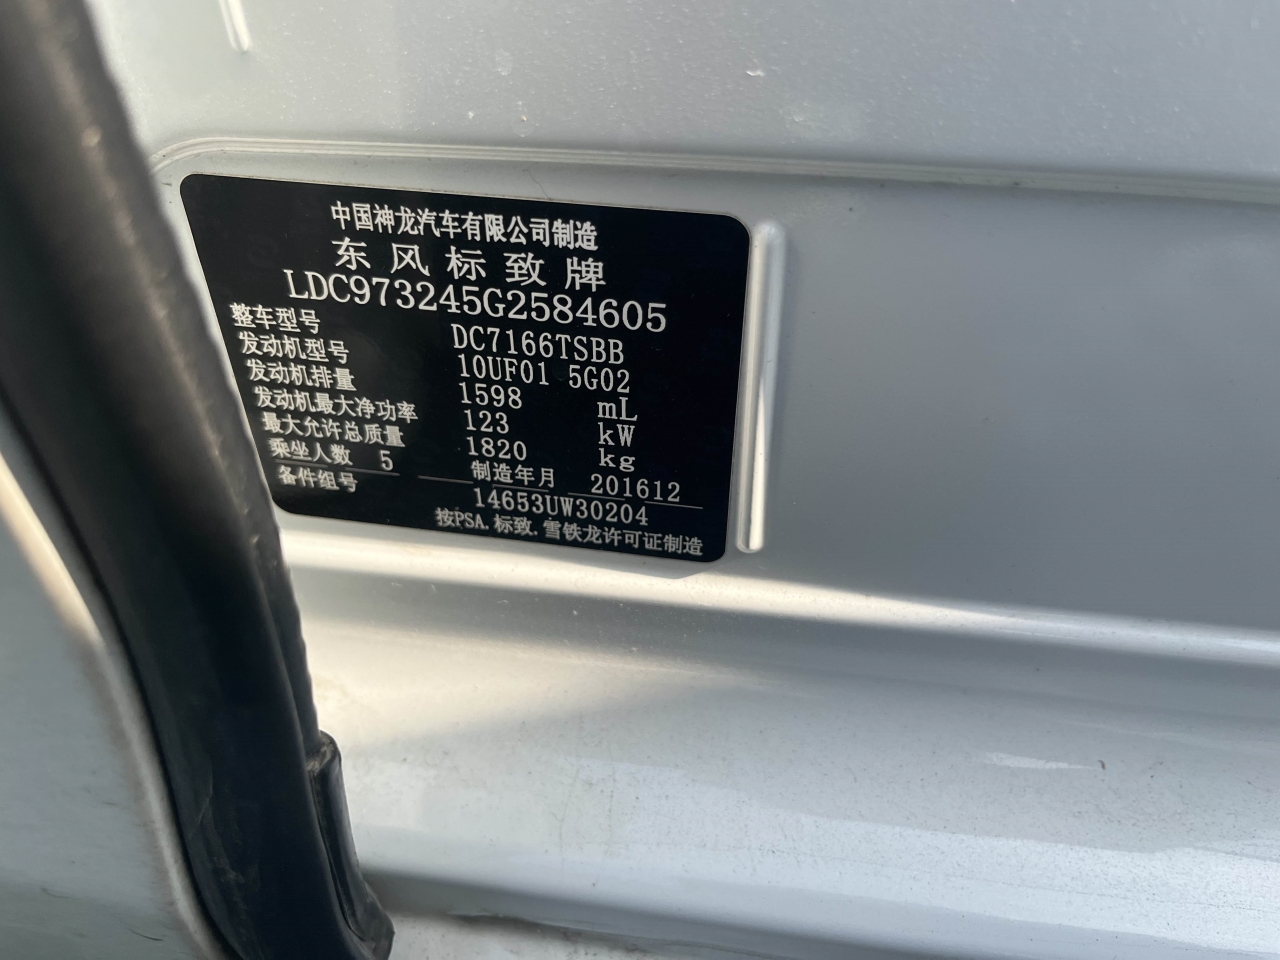 中国神龙汽车有限公司制造
东风标致牌
LDC973245G2584605
整车型号 DC7166TSBB
发动机型号 10UF01 5G02
发动机排量 1598 mL
发动机最大净功率 123 kW
最大允许总质量 1820 kg
乘坐人数 5 制造年月 201612
备件组号 14653UW30204
按PSA.标致.雪铁龙许可证制造